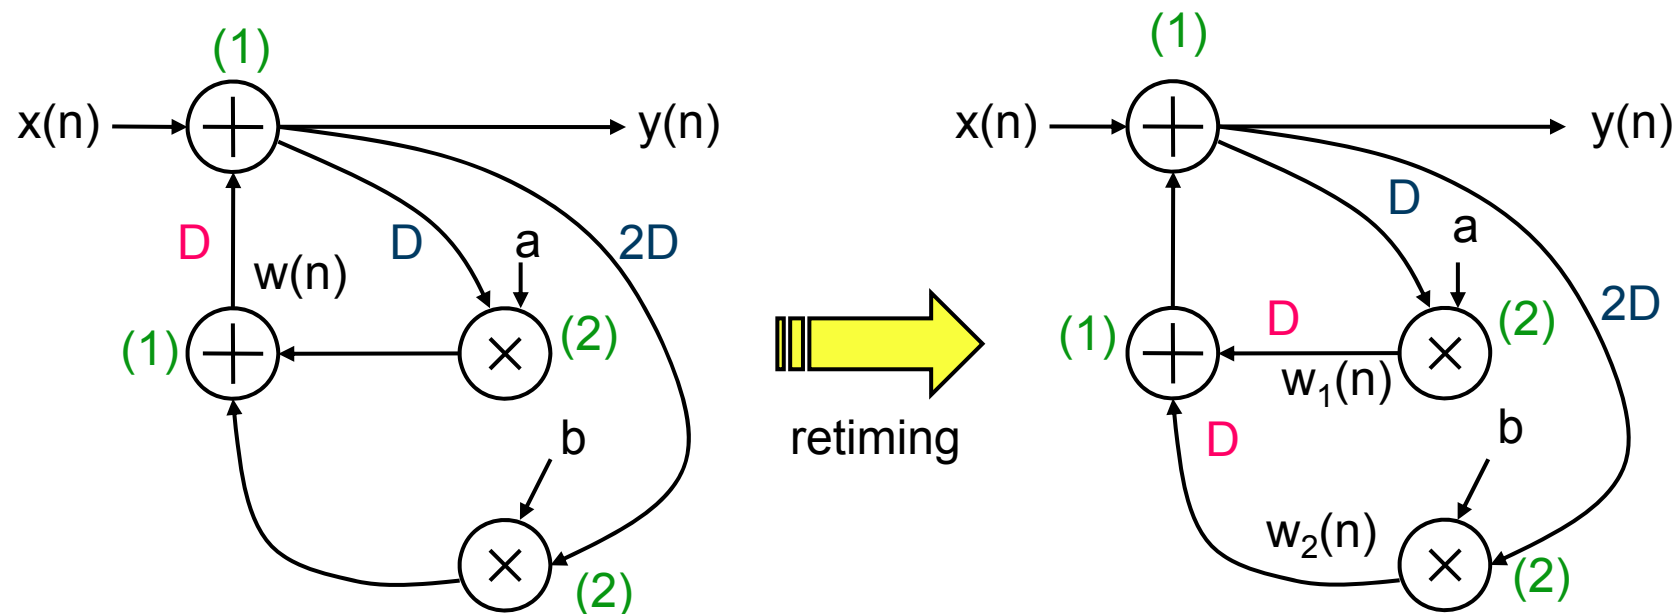 (1)
x(n)
y(n)
D
D
a
2D
w(n)
(1)
(2)
b
(2)
retiming
(1)
x(n)
y(n)
D
a
2D
(1)
D
(2)
w₁(n)
D
b
w₂(n)
(2)